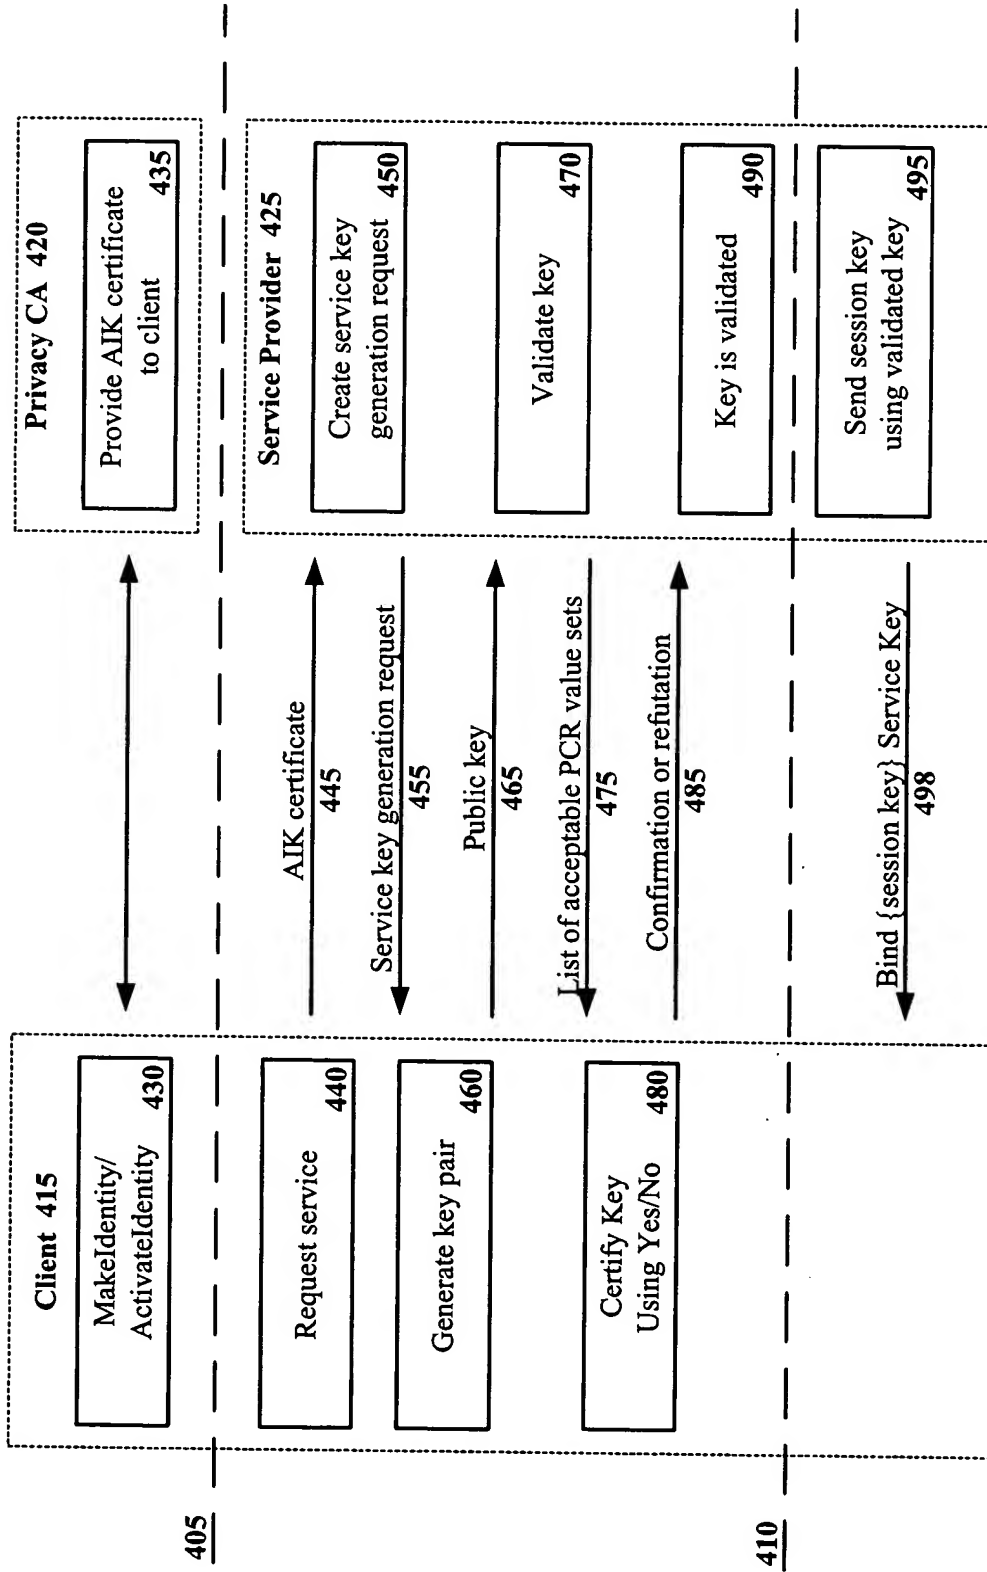 Client 415
Privacy CA 420
MakeIdentity/
ActivateIdentity
430
Provide AIK certificate
to client
435
405
Service Provider 425
Request service
440
AIK certificate
445
Create service key
generation request
450
Service key generation request
455
Generate key pair
460
Public key
465
Validate key
470
List of acceptable PCR value sets
475
Certify Key
Using Yes/No
480
Confirmation or refutation
485
Key is validated
490
410
Send session key
using validated key
495
Bind {session key} Service Key
498